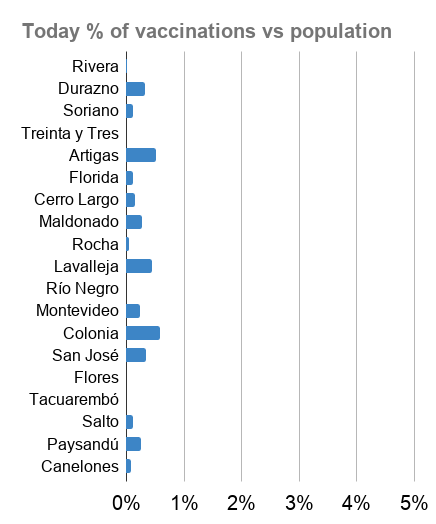 Today % of vaccinations vs population
Rivera
Durazno
Soriano
Treinta y Tres
Artigas
Florida
Cerro Largo
Maldonado
Rocha
Lavalleja
Río Negro
Montevideo
Colonia
San José
Flores
Tacuarembó
Salto
Paysandú
Canelones
0% 1% 2% 3% 4% 5%